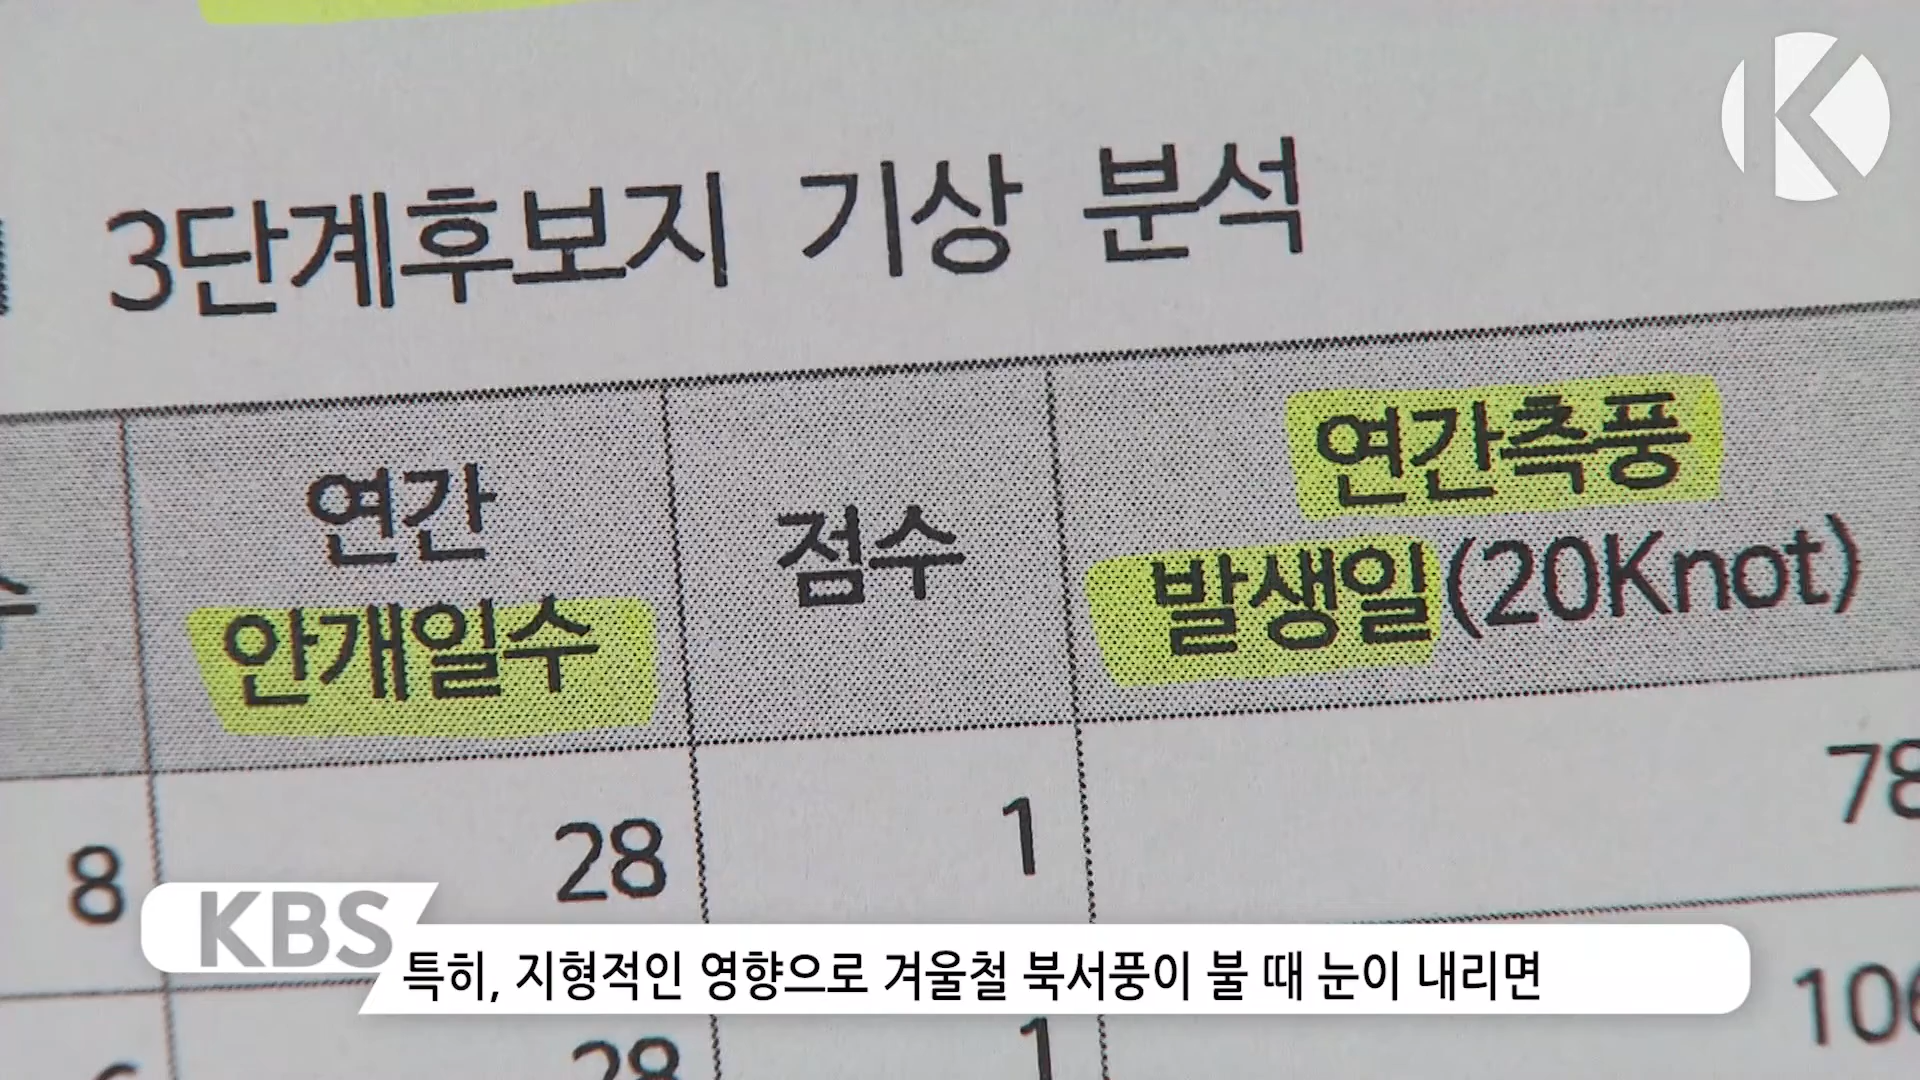 3단계후보지 기상 분석
연간
안개일수
점수
연간측풍
발생일(20Knot)
8
28
1
78
KBS
특히, 지형적인 영향으로 겨울철 북서풍이 불 때 눈이 내리면
28
1
106